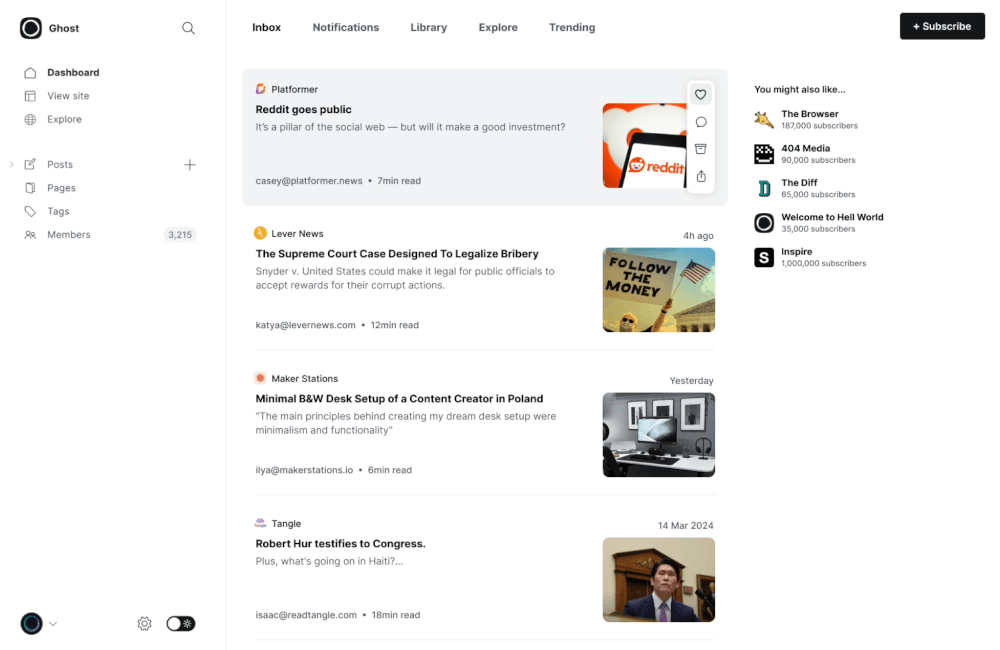 Ghost
Dashboard
View site
Explore
Posts
Pages
Tags
Members
3,215
Inbox
Notifications
Library
Explore
Trending
+ Subscribe
Platformer
Reddit goes public
It's a pillar of the social web — but will it make a good investment?
casey@platformer.news • 7min read
reddit
Lever News
4h ago
The Supreme Court Case Designed To Legalize Bribery
Snyder v. United States could make it legal for public officials to
accept rewards for their corrupt actions.
katya@levernews.com • 12min read
FOLLOW
THE
MONEY
Maker Stations
Yesterday
Minimal B&W Desk Setup of a Content Creator in Poland
"The main principles behind creating my dream desk setup were
minimalism and functionality"
ilya@makerstations.io • 6min read
Tangle
14 Mar 2024
Robert Hur testifies to Congress.
Plus, what's going on in Haiti?...
isaac@readtangle.com • 18min read
You might also like...
The Browser
187,000 subscribers
404 Media
90,000 subscribers
D
The Diff
65,000 subscribers
Welcome to Hell World
35,000 subscribers
S
Inspire
1,000,000 subscribers